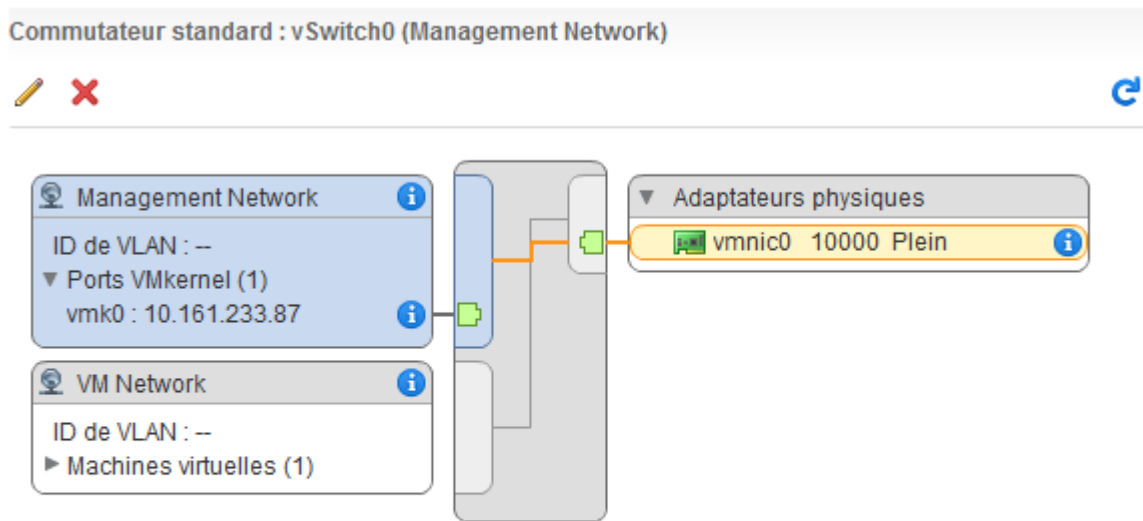 Commutateur standard : vSwitch0 (Management Network)
Management Network
ID de VLAN : --
Ports VMkernel (1)
vmk0 : 10.161.233.87
VM Network
ID de VLAN : --
Machines virtuelles (1)
Adaptateurs physiques
vmnic0 10000 Plein